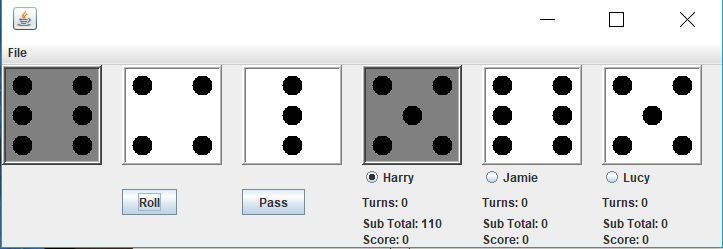 File
Harry Jamie Lucy
Roll Pass Turns: 0 Turns: 0 Turns: 0
Sub Total: 110 Sub Total: 0 Sub Total: 0
Score: 0 Score: 0 Score: 0